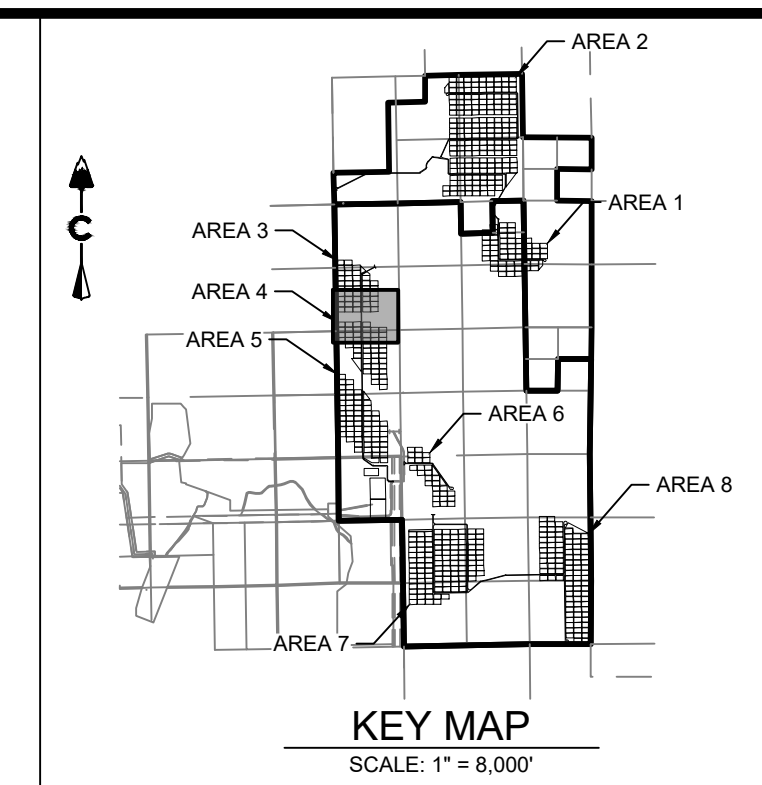 AREA 2
AREA 1
AREA 3
AREA 4
AREA 5
AREA 6
AREA 8
AREA 7
KEY MAP
SCALE: 1" = 8,000'